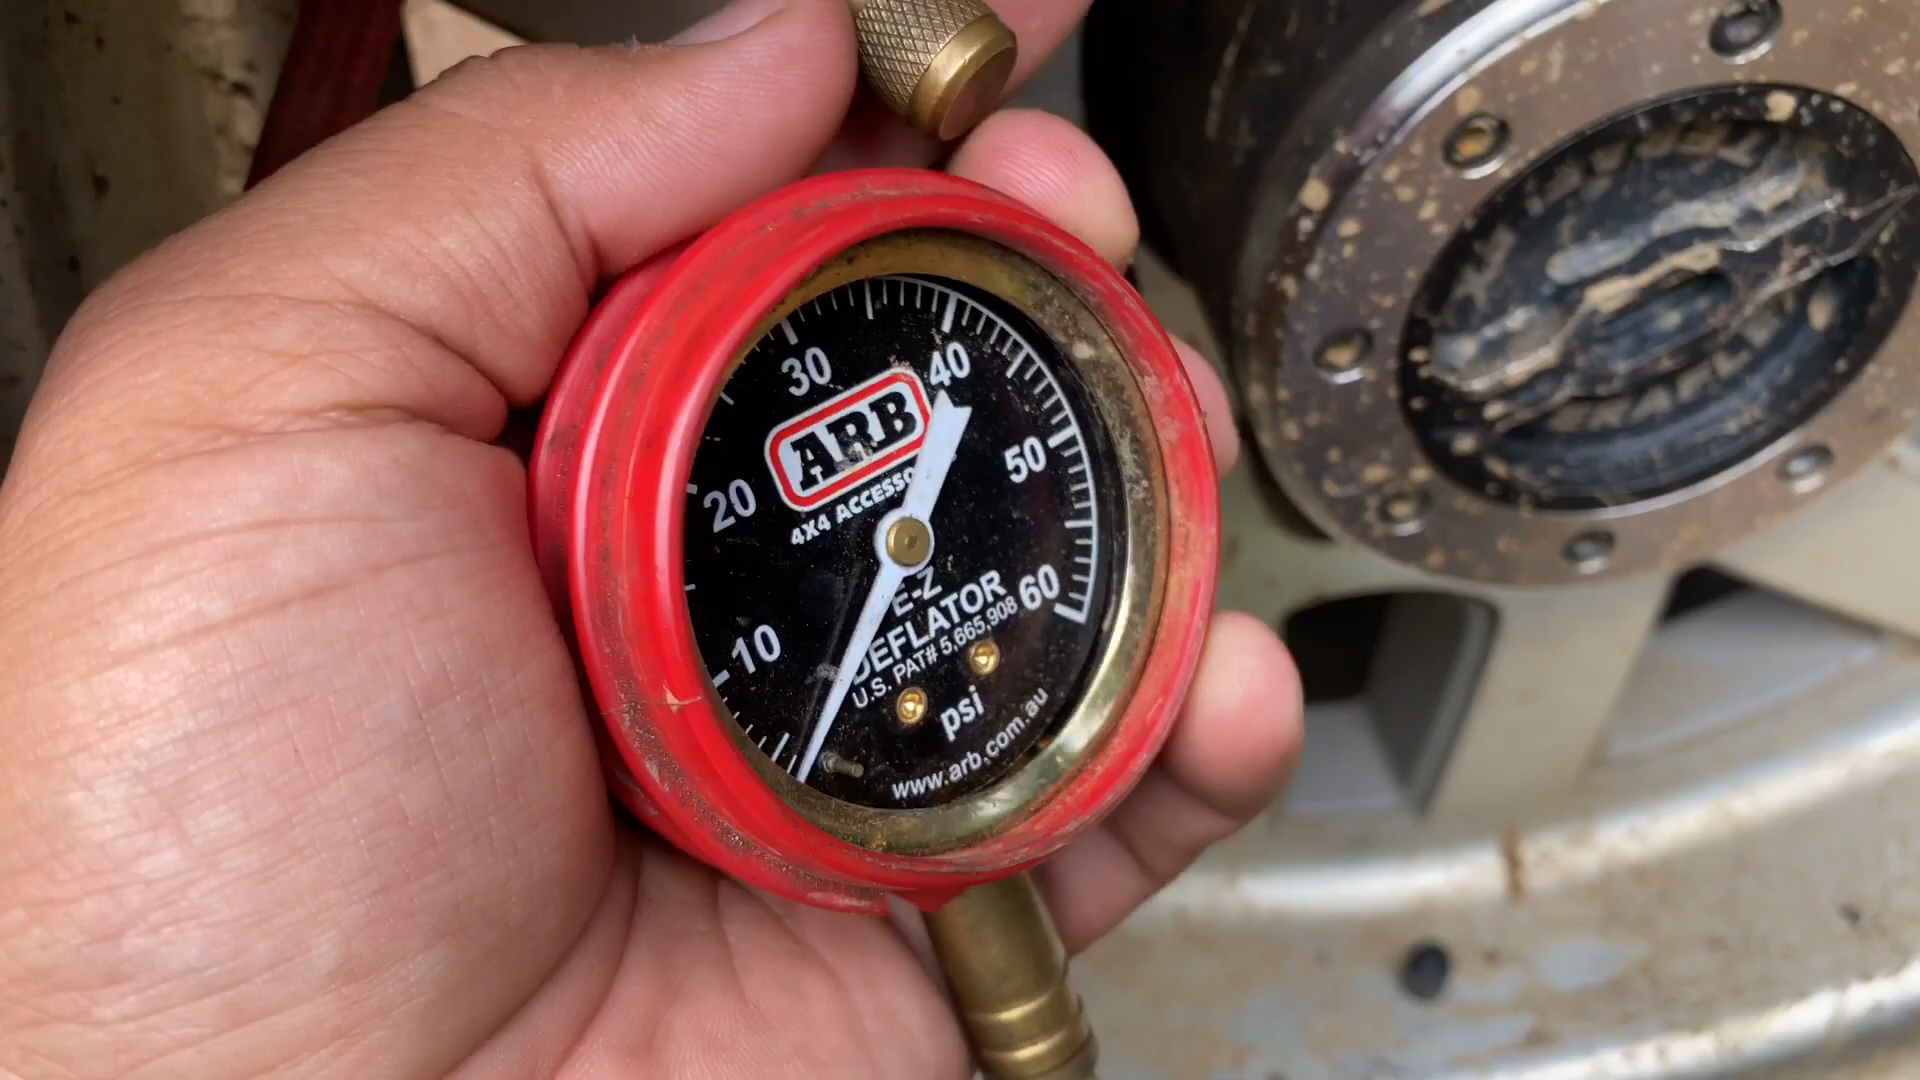 30
40
ARB
50
20
4X4 ACCESSO
E-Z
60
DEFLATOR
10
U.S. PAT# 5,665,908
psi
www.arb.com.au